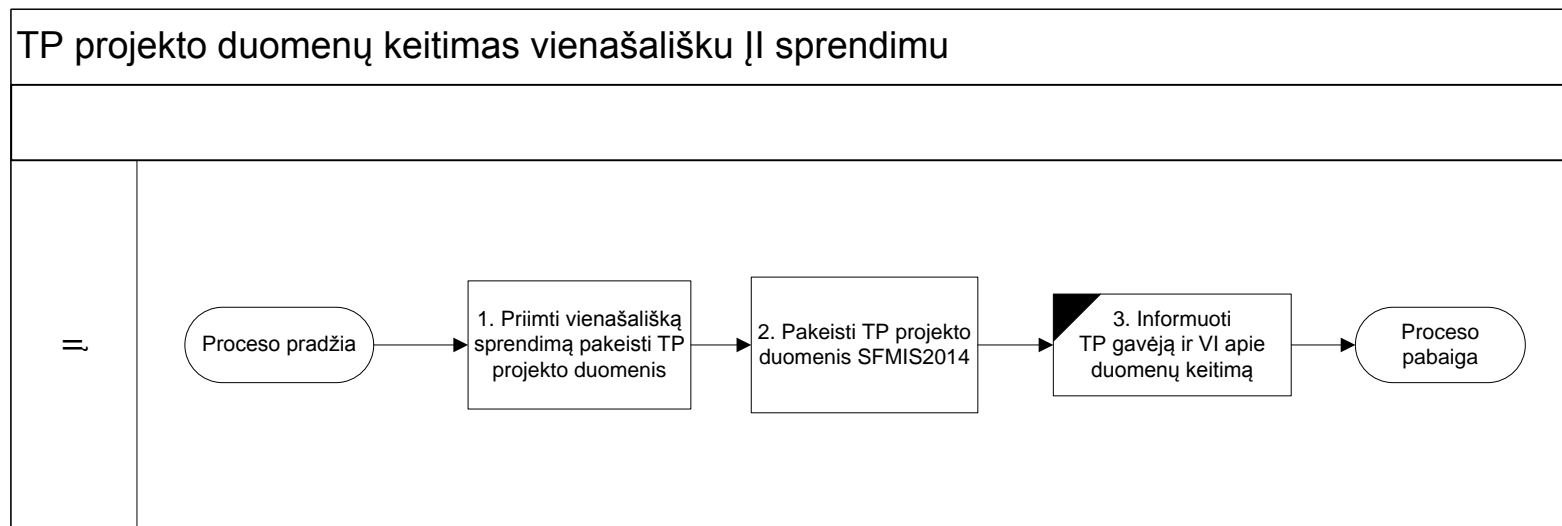 TP projekto duomenų keitimas vienašališku ĮI sprendimu
ĮI
Proceso pradžia
1. Priimti vienašališką
sprendimą pakeisti TP
projekto duomenis
2. Pakeisti TP projekto
duomenis SFMIS2014
3. Informuoti
TP gavėją ir VI apie
duomenų keitimą
Proceso
pabaiga